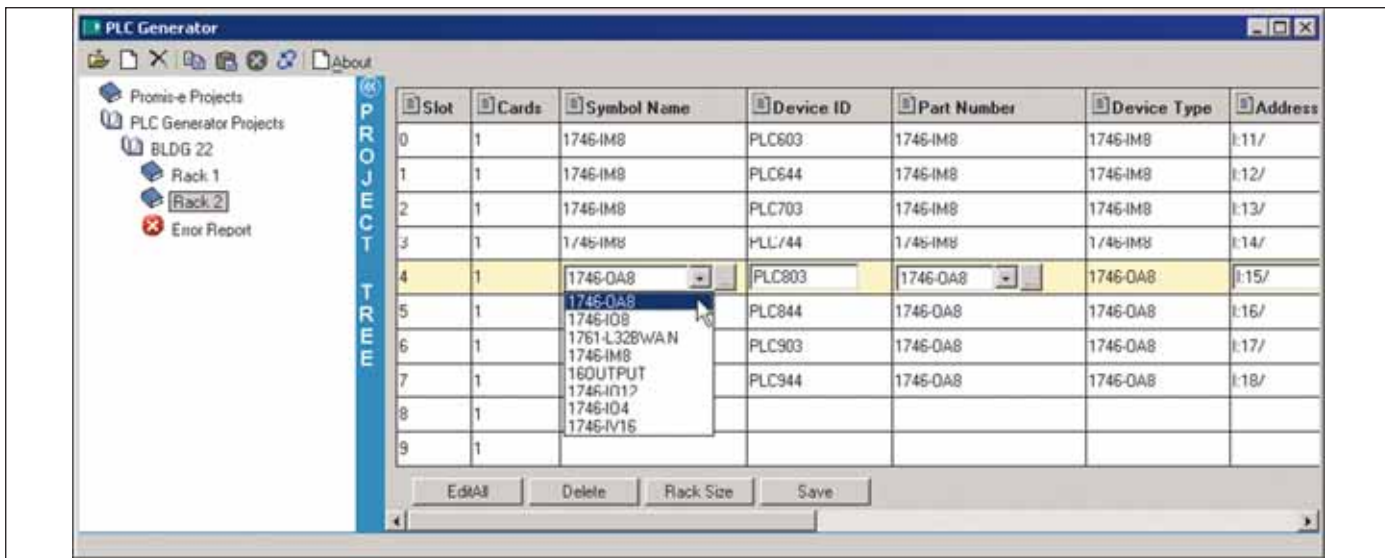 PLC Generator
About
Promis-e Projects
PLC Generator Projects
BLDG 22
Rack 1
Rack 2
Error Report
PROJECT TREE
Slot Cards Symbol Name Device ID Part Number Device Type Address
0 1 1746-IM8 PLC603 1746-IM8 1746-IM8 I:11/
1 1 1746-IM8 PLC644 1746-IM8 1746-IM8 I:12/
2 1 1746-IM8 PLC703 1746-IM8 1746-IM8 I:13/
3 1 1746-IM8 PLC744 1746-IM8 1746-IM8 I:14/
4 1 1746-OA8 PLC803 1746-OA8 1746-OA8 I:15/
5 1 PLC844 1746-OA8 1746-OA8 I:16/
6 1 PLC903 1746-OA8 1746-OA8 I:17/
7 1 PLC944 1746-OA8 1746-OA8 I:18/
8 1
9 1
1746-OA8
1746-IO8
1761-L32BWA.N
1746-IM8
16OUTPUT
1746-IO12
1746-IO4
1746-IV16
EditAll Delete Rack Size Save